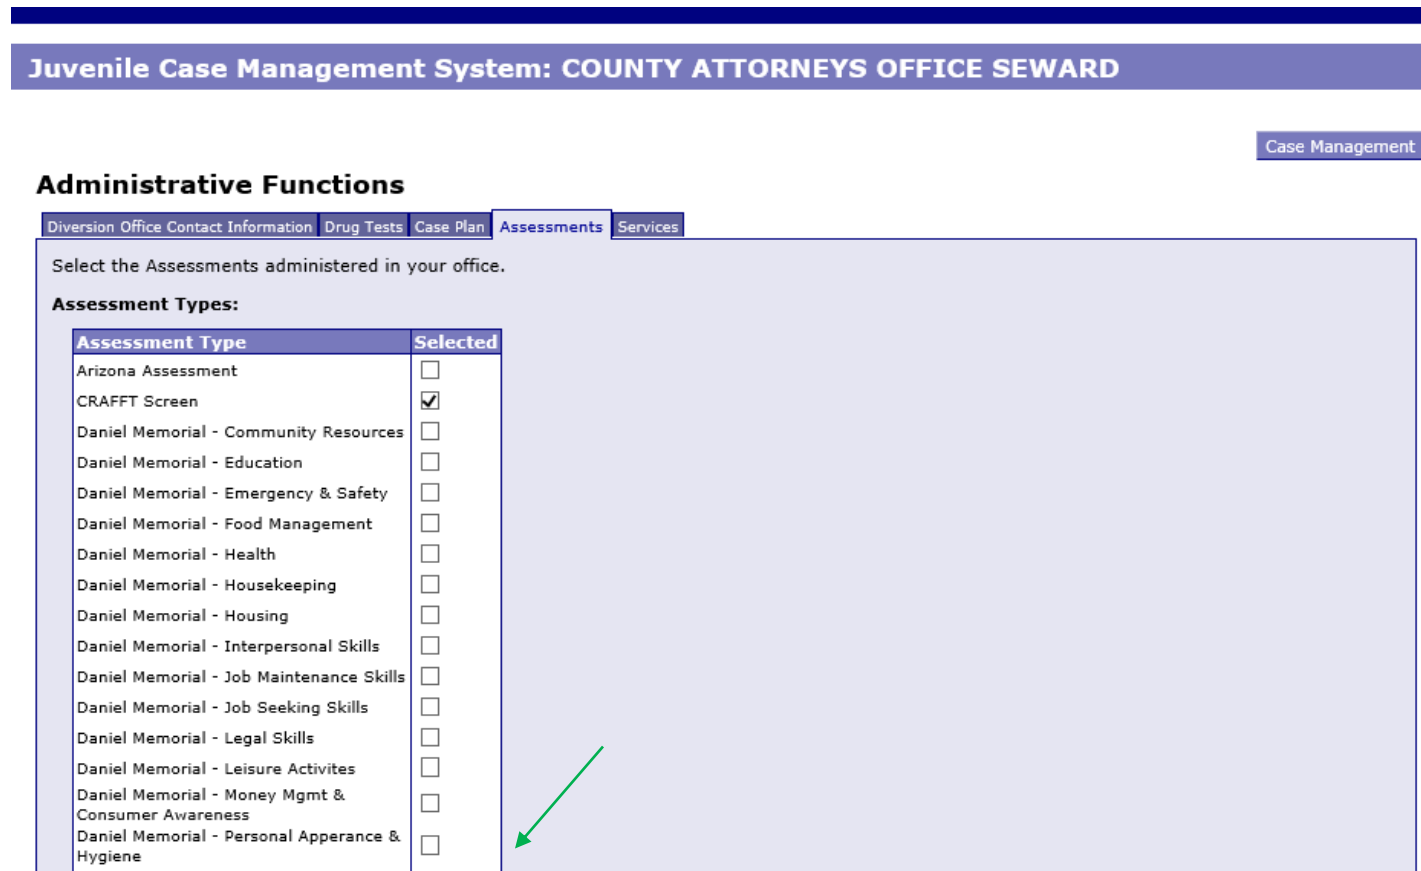 Juvenile Case Management System: COUNTY ATTORNEYS OFFICE SEWARD
Case Management
Administrative Functions
Diversion Office Contact Information Drug Tests Case Plan Assessments Services
Select the Assessments administered in your office.
Assessment Types:
Assessment Type Selected
Arizona Assessment
CRAFFT Screen
Daniel Memorial - Community Resources
Daniel Memorial - Education
Daniel Memorial - Emergency & Safety
Daniel Memorial - Food Management
Daniel Memorial - Health
Daniel Memorial - Housekeeping
Daniel Memorial - Housing
Daniel Memorial - Interpersonal Skills
Daniel Memorial - Job Maintenance Skills
Daniel Memorial - Job Seeking Skills
Daniel Memorial - Legal Skills
Daniel Memorial - Leisure Activites
Daniel Memorial - Money Mgmt &
Consumer Awareness
Daniel Memorial - Personal Apperance &
Hygiene